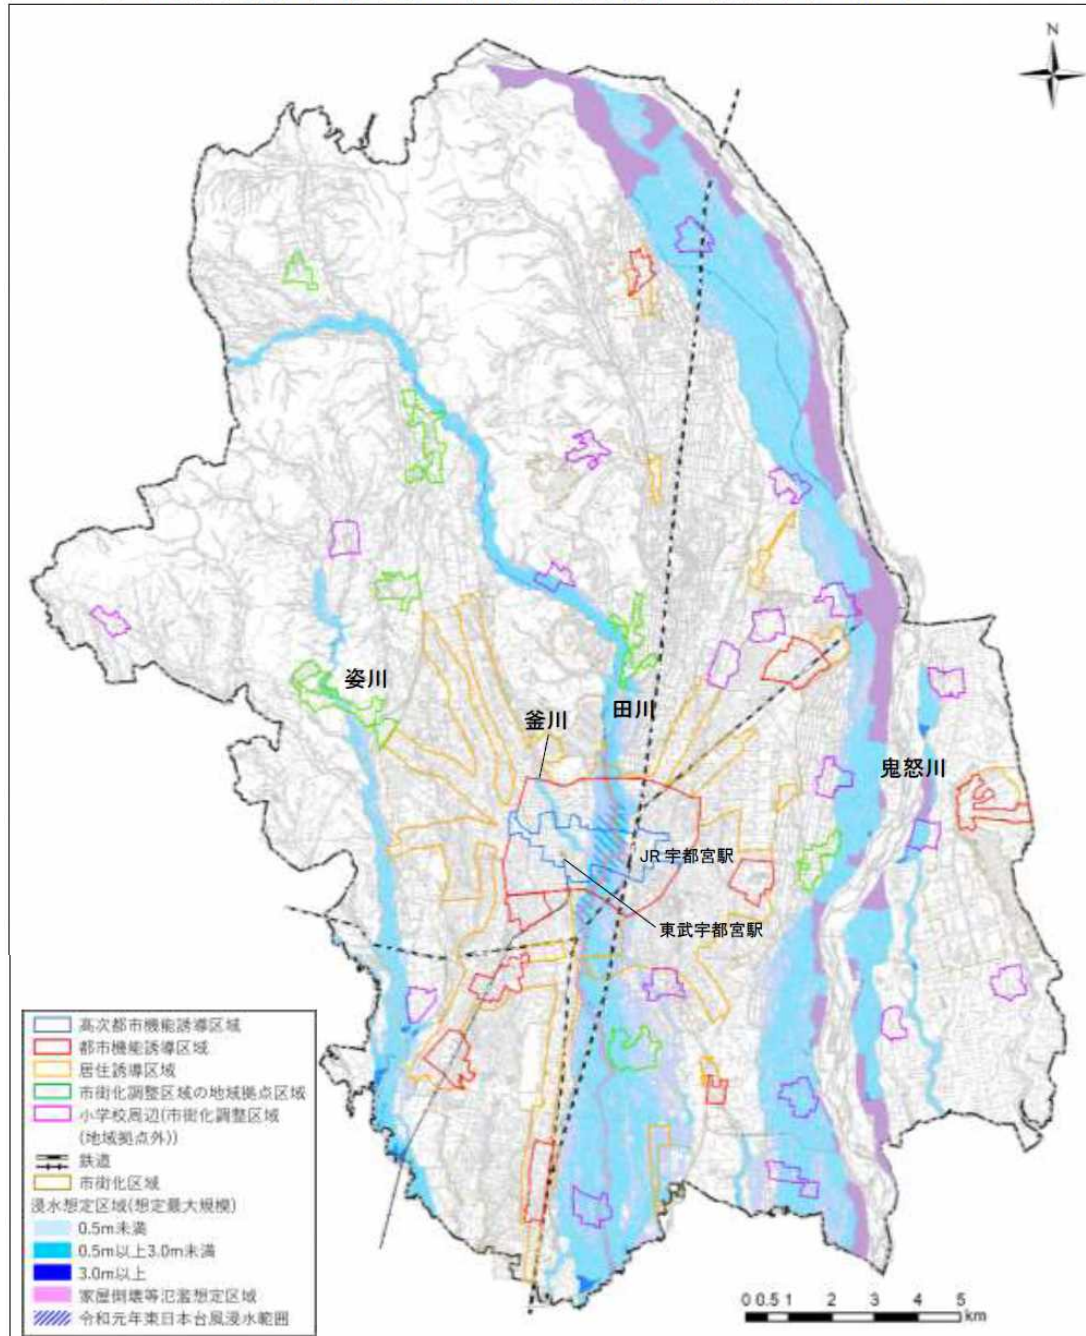 N
姿川
釜川
田川
鬼怒川
JR 宇都宮駅
東武宇都宮駅
高次都市機能誘導区域
都市機能誘導区域
居住誘導区域
市街化調整区域の地域拠点区域
小学校周辺(市街化調整区域
(地域拠点外))
鉄道
市街化区域
浸水想定区域(想定最大規模)
0.5m未満
0.5m以上3.0m未満
3.0m以上
家屋倒壊等氾濫想定区域
令和元年東日本台風浸水範囲
0 0.5 1 2 3 4 5
km